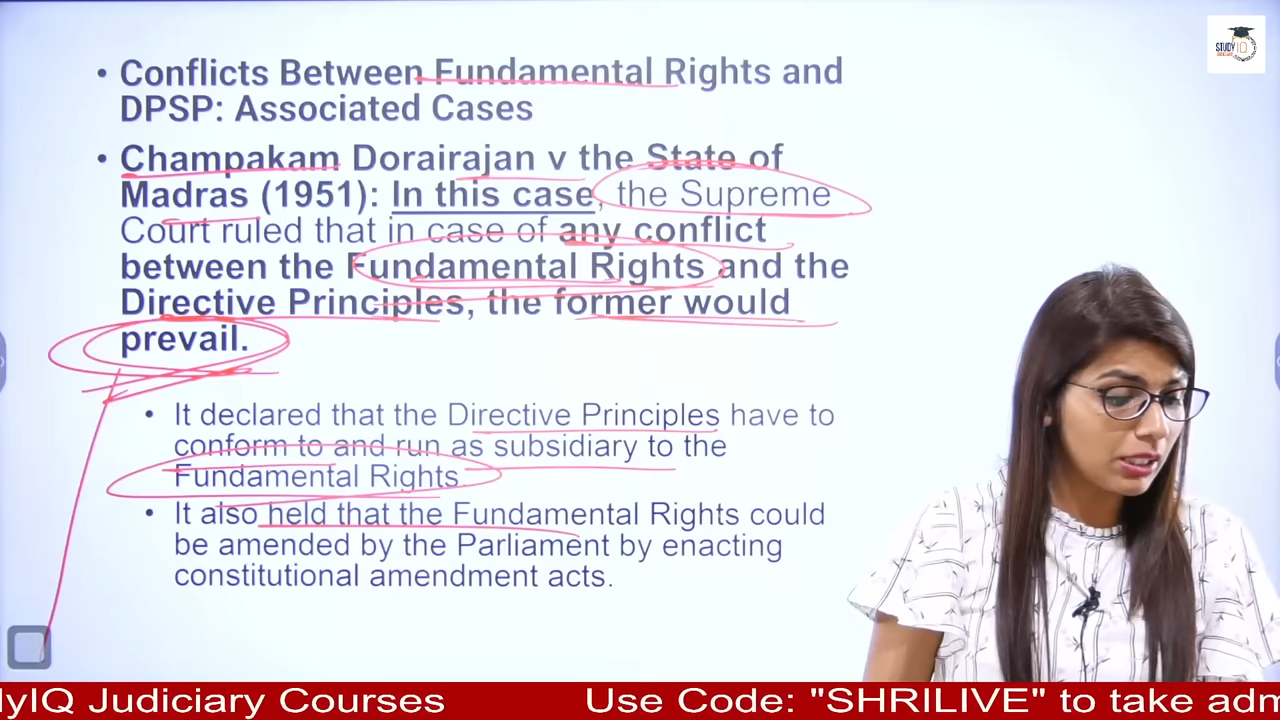 STUDY IQ
• Conflicts Between Fundamental Rights and
DPSP: Associated Cases
• Champakam Dorairajan v the State of
Madras (1951): In this case, the Supreme
Court ruled that in case of any conflict
between the Fundamental Rights and the
Directive Principles, the former would
prevail.
• It declared that the Directive Principles have to
conform to and run as subsidiary to the
Fundamental Rights.
• It also held that the Fundamental Rights could
be amended by the Parliament by enacting
constitutional amendment acts.
dyIQ Judiciary Courses Use Code: "SHRILIVE" to take adm